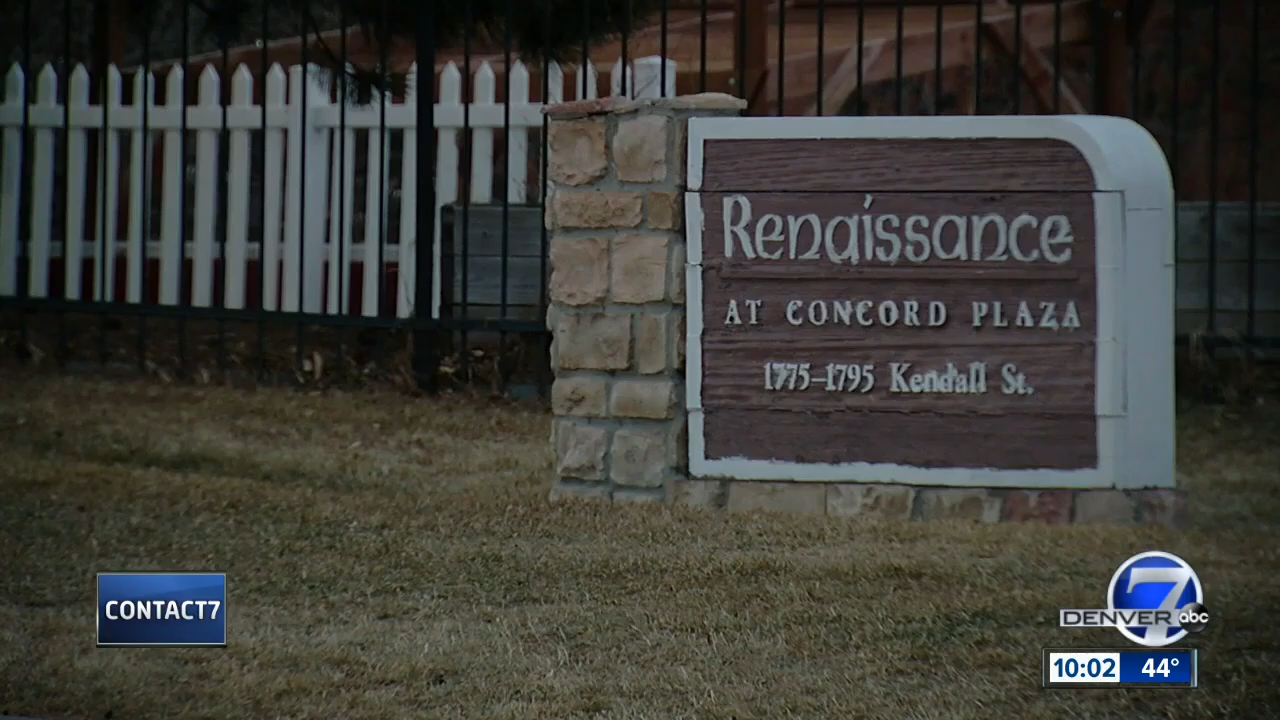 Renaissance
AT CONCORD PLAZA
1775-1795 Kendall St.
CONTACT7
7
DENVER abc
10:02 44°